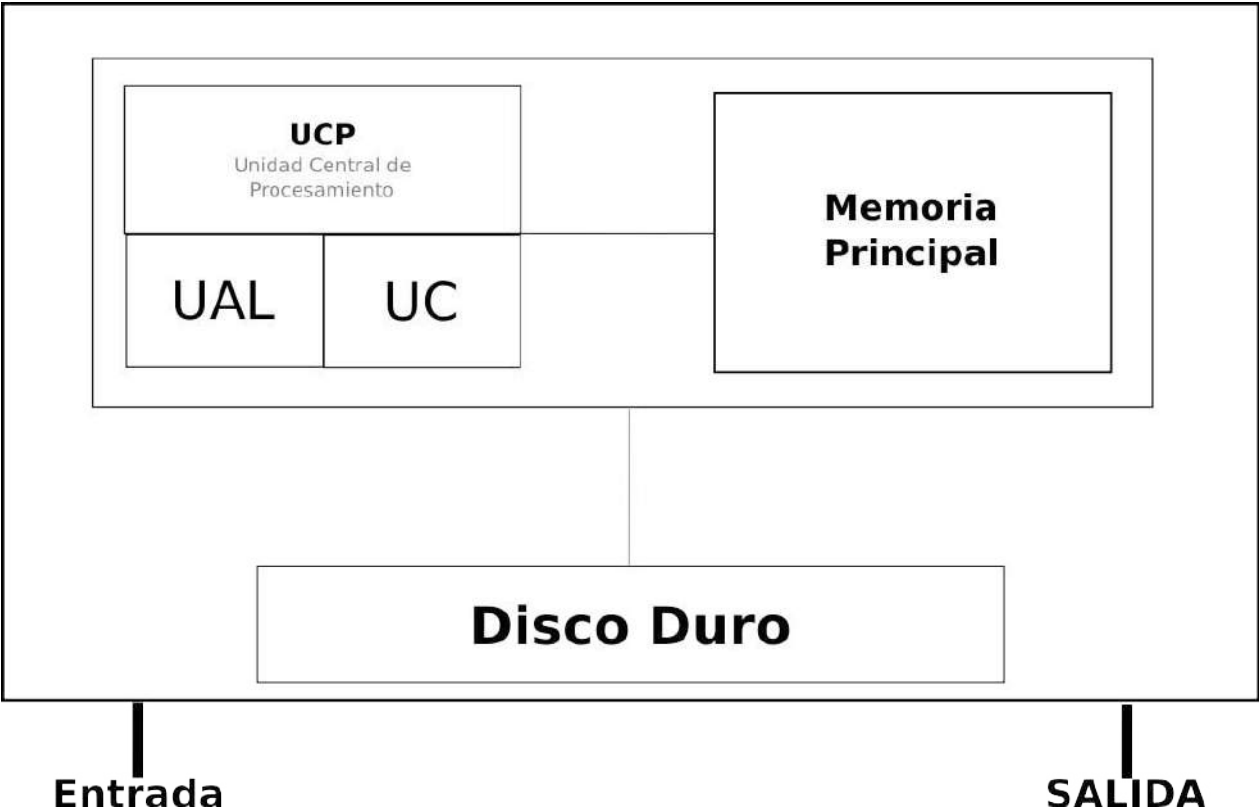 UCP
Unidad Central de
Procesamiento
UAL
UC
Memoria
Principal
Disco Duro
Entrada
SALIDA